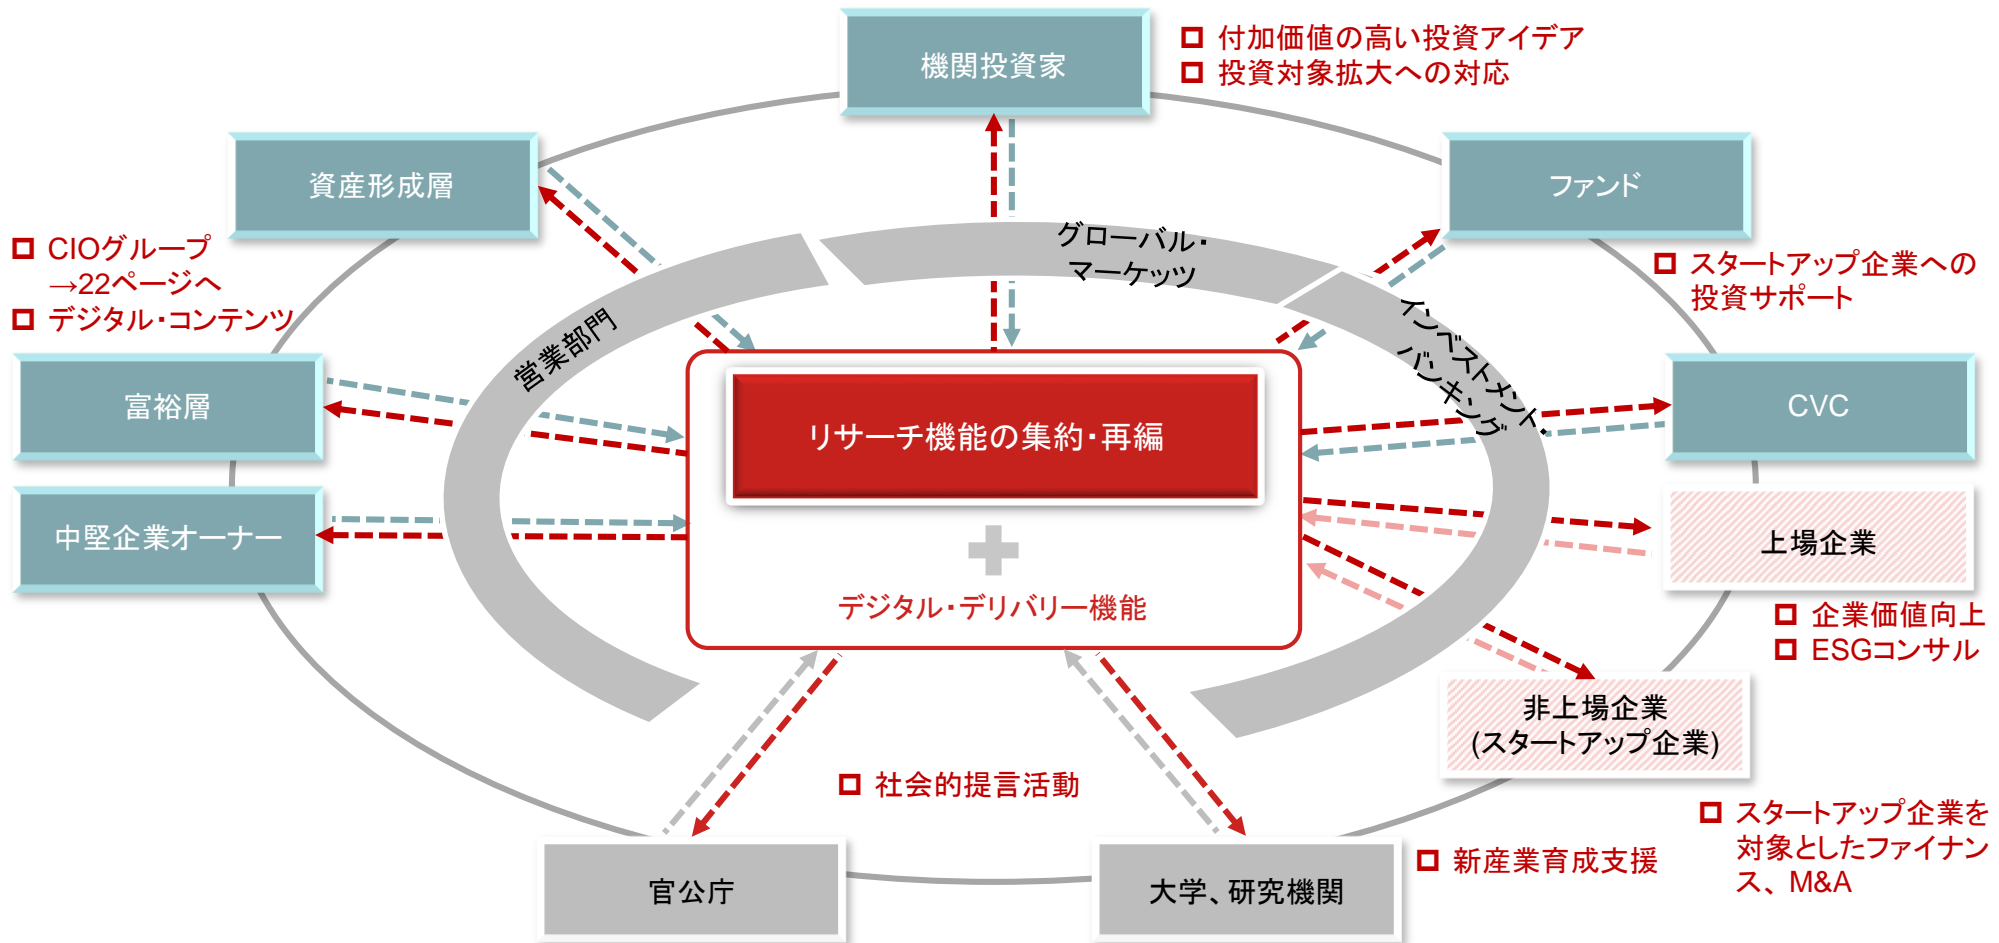 機関投資家
付加価値の高い投資アイデア
投資対象拡大への対応
資産形成層
ファンド
CIOグループ
→22ページへ
デジタル・コンテンツ
グローバル・
マーケッツ
スタートアップ企業への
投資サポート
営業部門
インベストメント・
バンキング
富裕層
CVC
リサーチ機能の集約・再編
中堅企業オーナー
上場企業
デジタル・デリバリー機能
企業価値向上
ESGコンサル
非上場企業
(スタートアップ企業)
社会的提言活動
スタートアップ企業を
対象としたファイナン
ス、M&A
新産業育成支援
官公庁
大学、研究機関